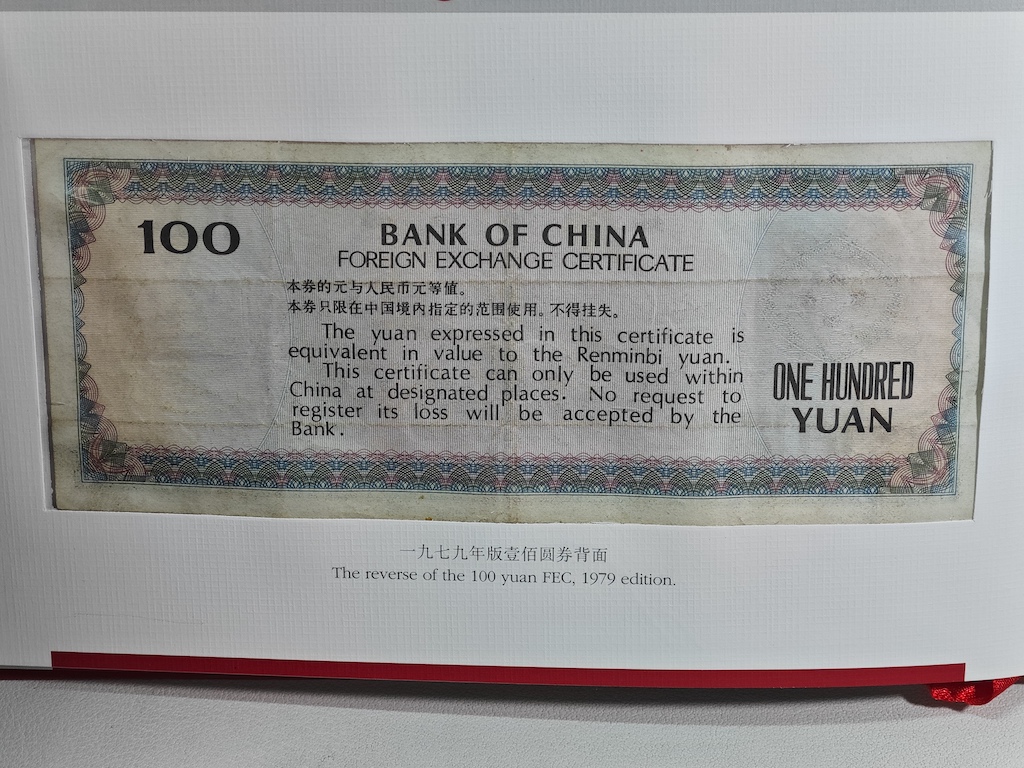 100
BANK OF CHINA
FOREIGN EXCHANGE CERTIFICATE
本券的元与人民币元等值。
本券只限在中国境内指定的范围使用。不得挂失。
The yuan expressed in this certificate is
equivalent in value to the Renminbi yuan.
This certificate can only be used within
China at designated places. No request to
register its loss will be accepted by the
Bank.
ONE HUNDRED
YUAN
一九七九年版壹佰圆券背面
The reverse of the 100 yuan FEC, 1979 edition.